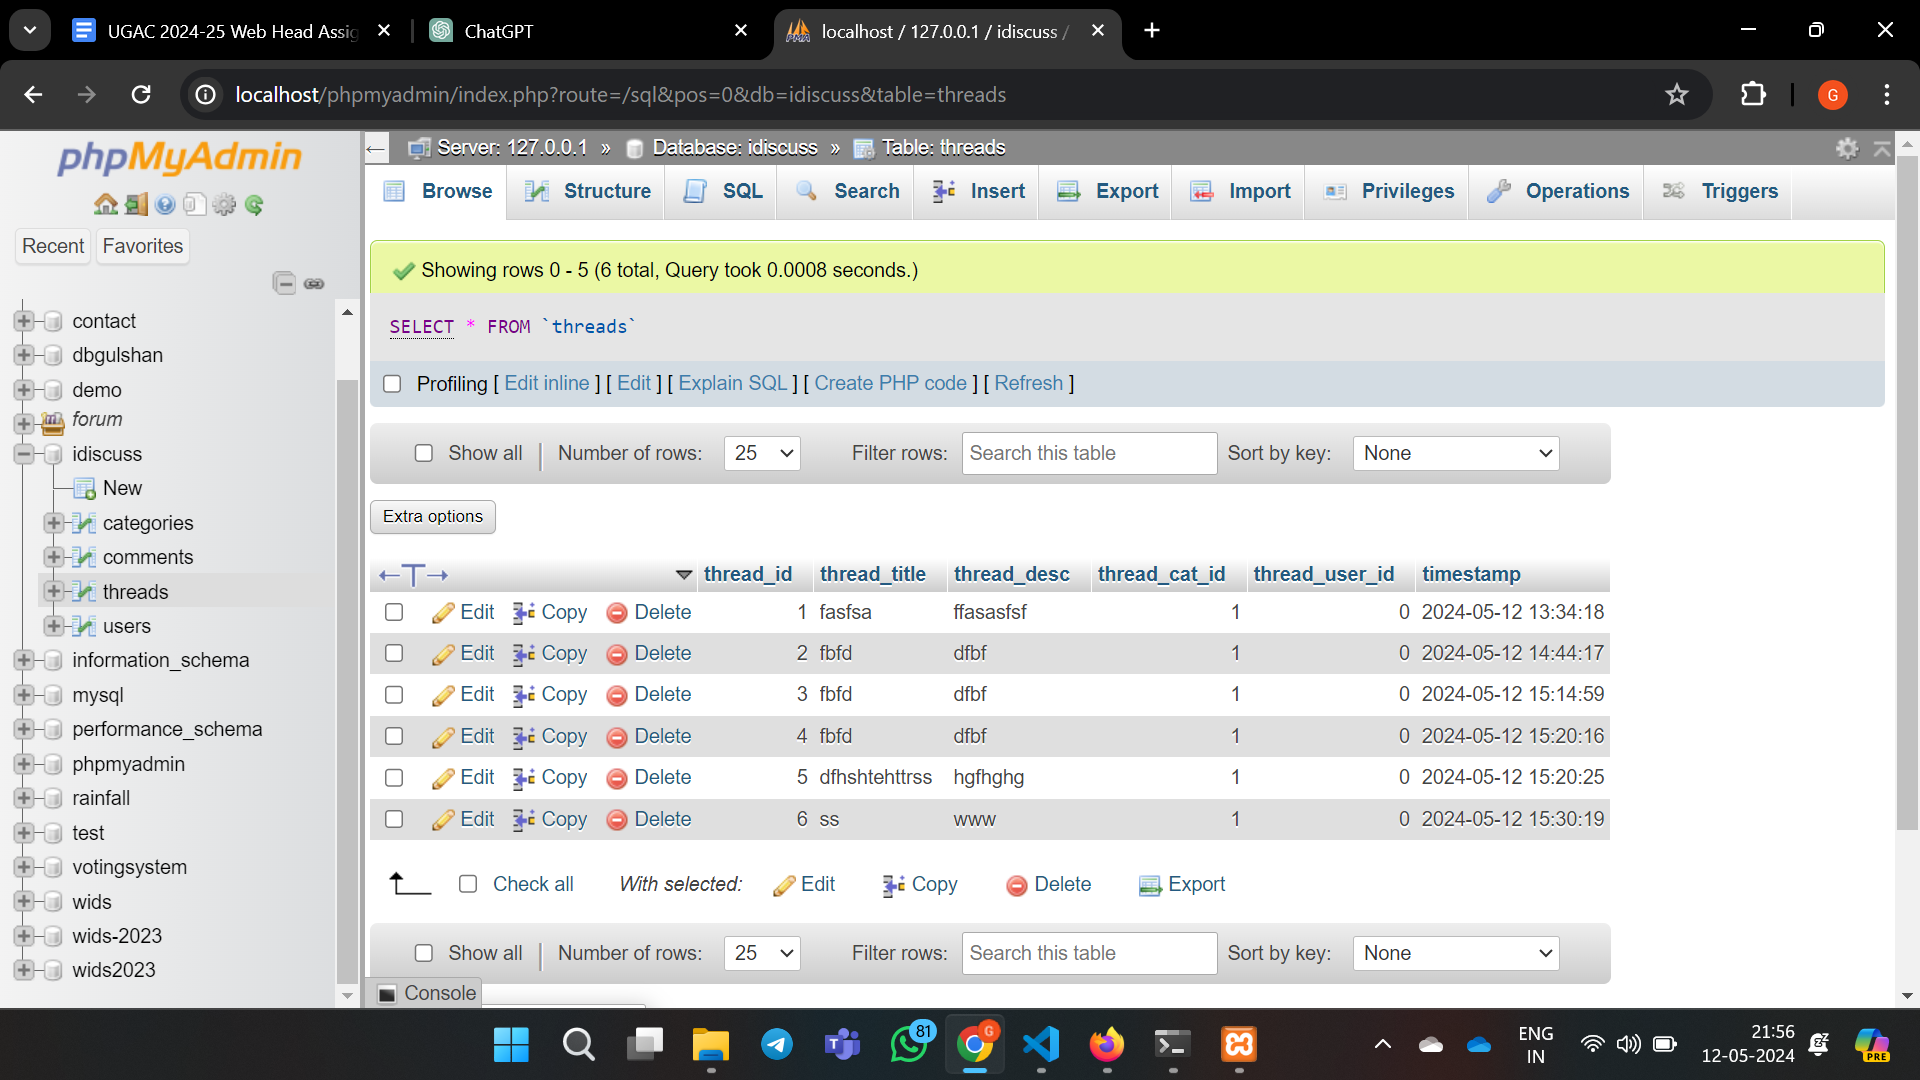 UGAC 2024-25 Web Head Assig
ChatGPT
localhost / 127.0.0.1 / idiscuss /
localhost/phpmyadmin/index.php?route=/sql&pos=0&db=idiscuss&table=threads
G
phpMyAdmin
Recent Favorites
contact
dbgulshan
demo
forum
idiscuss
New
categories
comments
threads
users
information_schema
mysql
performance_schema
phpmyadmin
rainfall
test
votingsystem
wids
wids-2023
wids2023
Server: 127.0.0.1 » Database: idiscuss » Table: threads
Browse Structure SQL Search Insert Export Import Privileges Operations Triggers
Showing rows 0 - 5 (6 total, Query took 0.0008 seconds.)
SELECT * FROM `threads`
Profiling [ Edit inline ] [ Edit ] [ Explain SQL ] [ Create PHP code ] [ Refresh ]
Show all Number of rows: 25 Filter rows: Search this table Sort by key: None
Extra options
←T→ thread_id thread_title thread_desc thread_cat_id thread_user_id timestamp
Edit Copy Delete 1 fasfsa ffasasfsf 1 0 2024-05-12 13:34:18
Edit Copy Delete 2 fbfd dfbf 1 0 2024-05-12 14:44:17
Edit Copy Delete 3 fbfd dfbf 1 0 2024-05-12 15:14:59
Edit Copy Delete 4 fbfd dfbf 1 0 2024-05-12 15:20:16
Edit Copy Delete 5 dfhshtehttrss hgfhghg 1 0 2024-05-12 15:20:25
Edit Copy Delete 6 ss www 1 0 2024-05-12 15:30:19
Check all With selected: Edit Copy Delete Export
Show all Number of rows: 25 Filter rows: Search this table Sort by key: None
Console
81
G
ENG
IN
21:56
12-05-2024
PRE